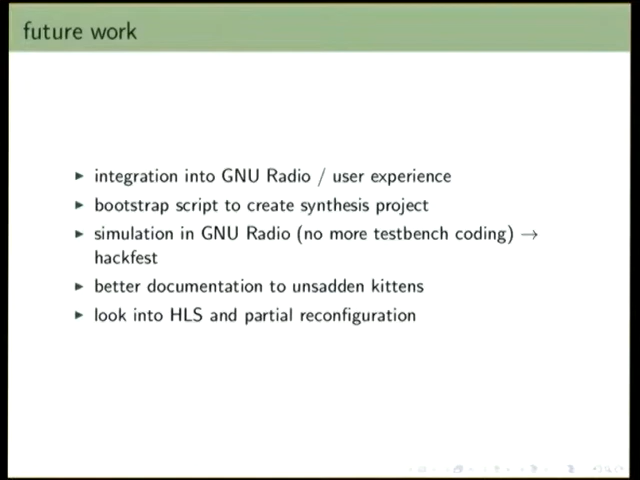 future work
▶ integration into GNU Radio / user experience
▶ bootstrap script to create synthesis project
▶ simulation in GNU Radio (no more testbench coding) →
hackfest
▶ better documentation to unsadden kittens
▶ look into HLS and partial reconfiguration